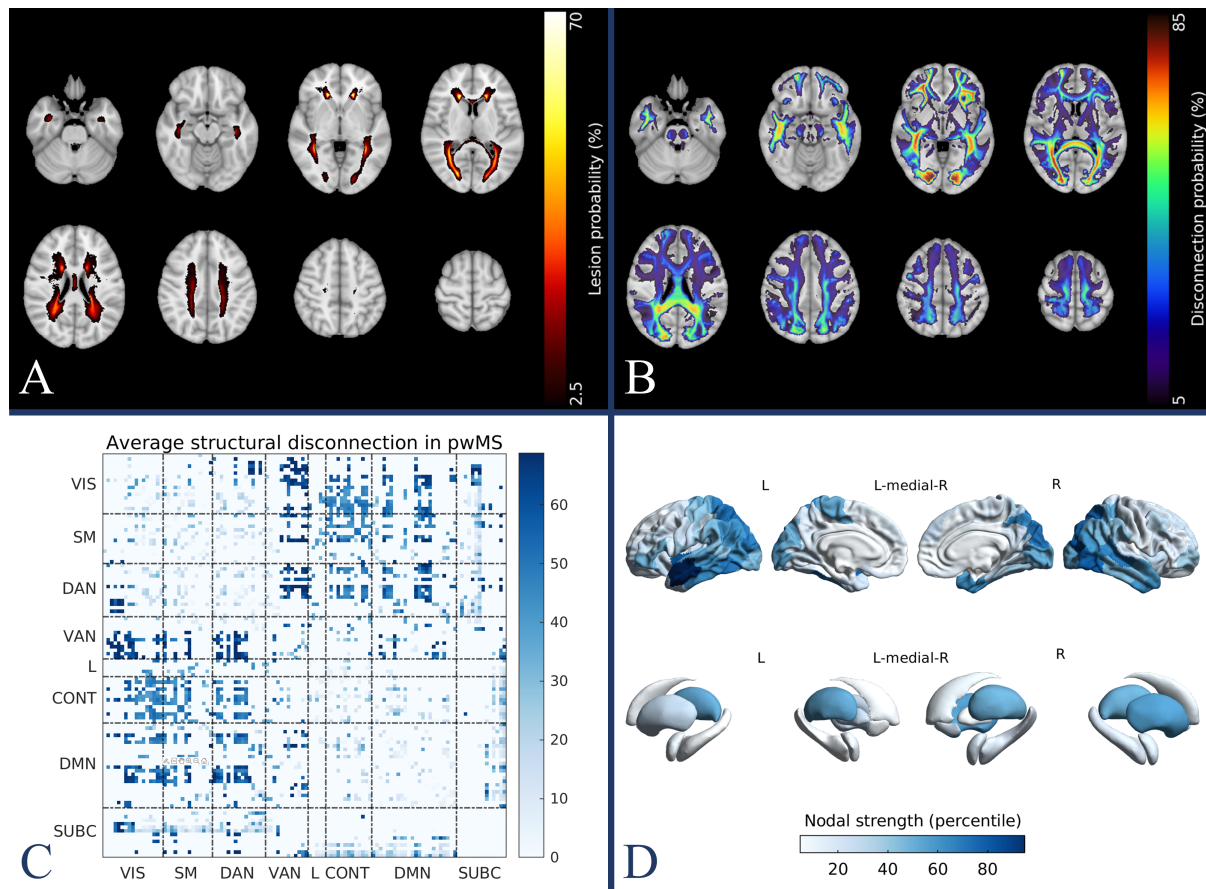 70
Lesion probability (%)
2.5
A
85
Disconnection probability (%)
5
B
Average structural disconnection in pwMS
VIS
SM
DAN
VAN
L
CONT
DMN
SUBC
VIS SM DAN VAN L CONT DMN SUBC
60
50
40
30
20
10
0
C
L L-medial-R R
L L-medial-R R
Nodal strength (percentile)
20 40 60 80
D